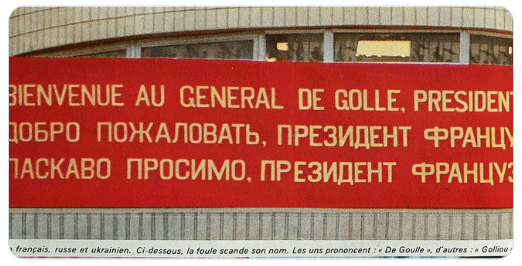 BIENVENUE AU GENERAL DE GOLLE, PRESIDENT
ДОБРО ПОЖАЛОВАТЬ, ПРЕЗИДЕНТ ФРАНЦУ
ЛАСКАВО ПРОСИМО, ПРЕЗИДЕНТ ФРАНЦУЗ
français, russe et ukrainien. Ci-dessous, la foule scande son nom. Les uns prononcent : « De Goulle », d'autres : « Golliou